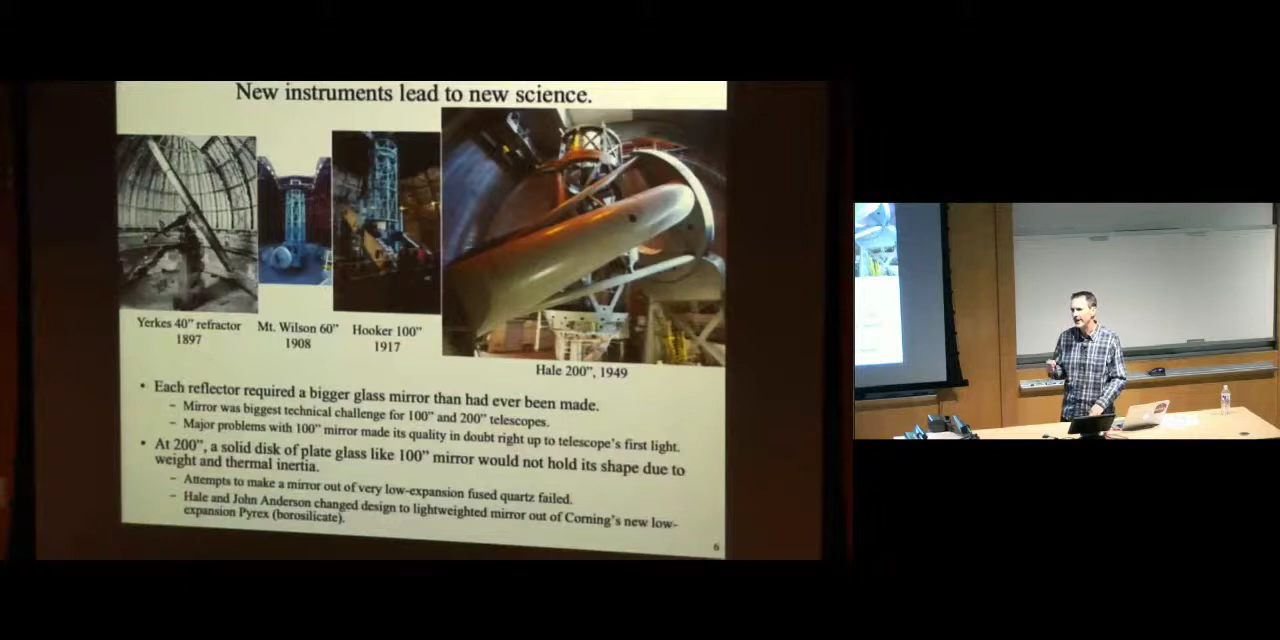 New instruments lead to new science.
Yerkes 40” refractor
1897
Mt. Wilson 60”
1908
Hooker 100”
1917
Hale 200”, 1949
• Each reflector required a bigger glass mirror than had ever been made.
– Mirror was biggest technical challenge for 100” and 200” telescopes.
– Major problems with 100” mirror made its quality in doubt right up to telescope’s first light.
• At 200”, a solid disk of plate glass like 100” mirror would not hold its shape due to
weight and thermal inertia.
– Attempts to make a mirror out of very low-expansion fused quartz failed.
– Hale and John Anderson changed design to lightweighted mirror out of Corning’s new low-
expansion Pyrex (borosilicate).
6